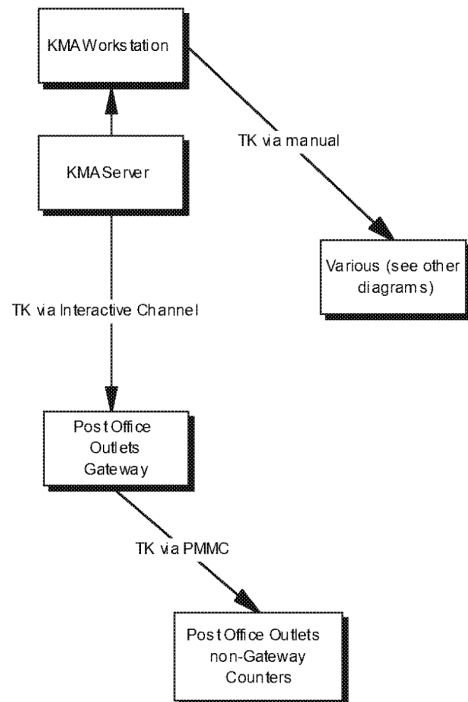 KMA Workstation
TK via manual
KMA Server
Various (see other
diagrams)
TK via Interactive Channel
Post Office
Outlets
Gateway
TK via PMMC
Post Office Outlets
non-Gateway
Counters